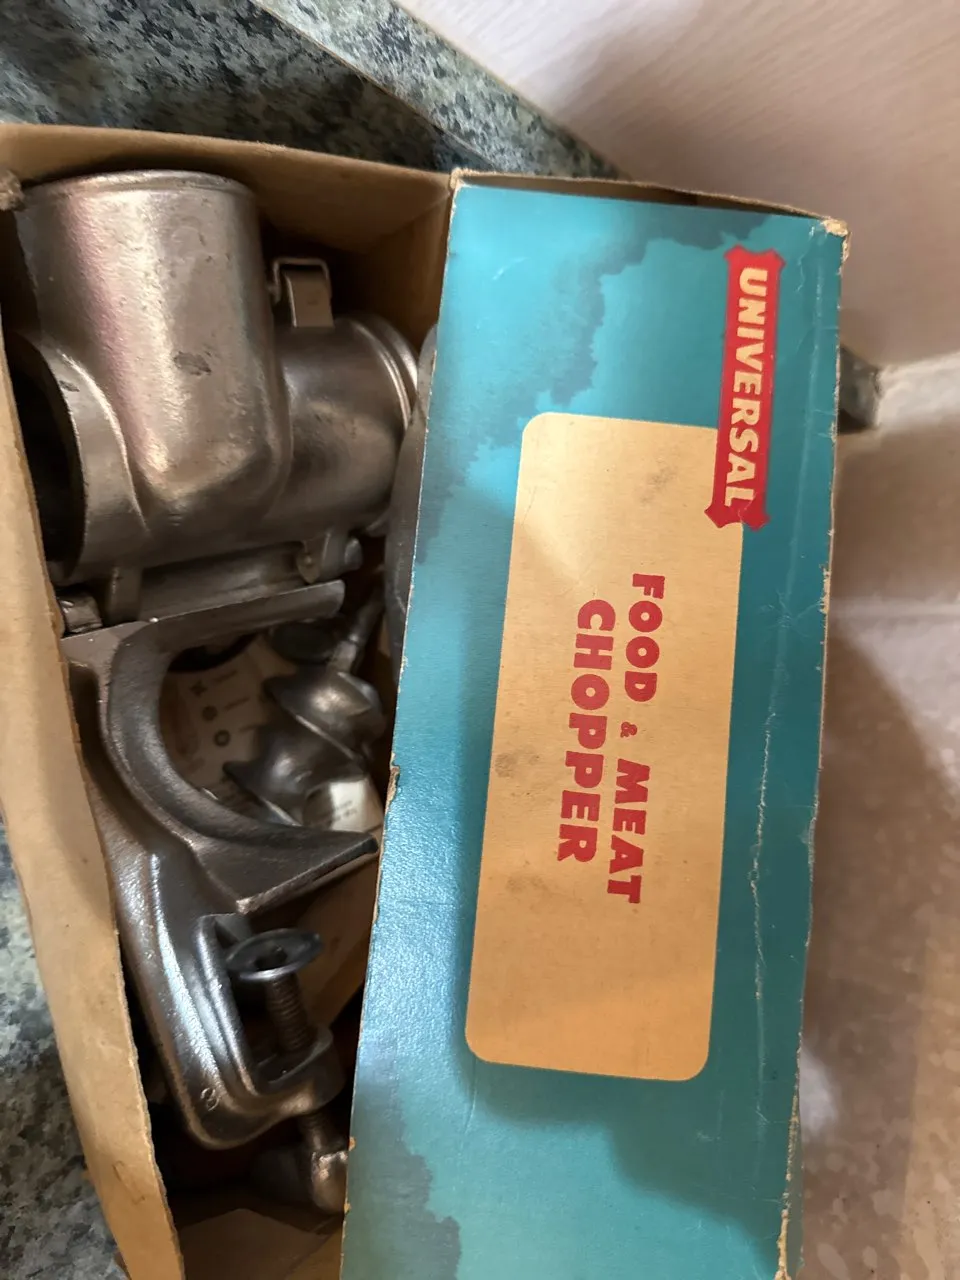 UNIVERSAL
FOOD & MEAT
CHOPPER